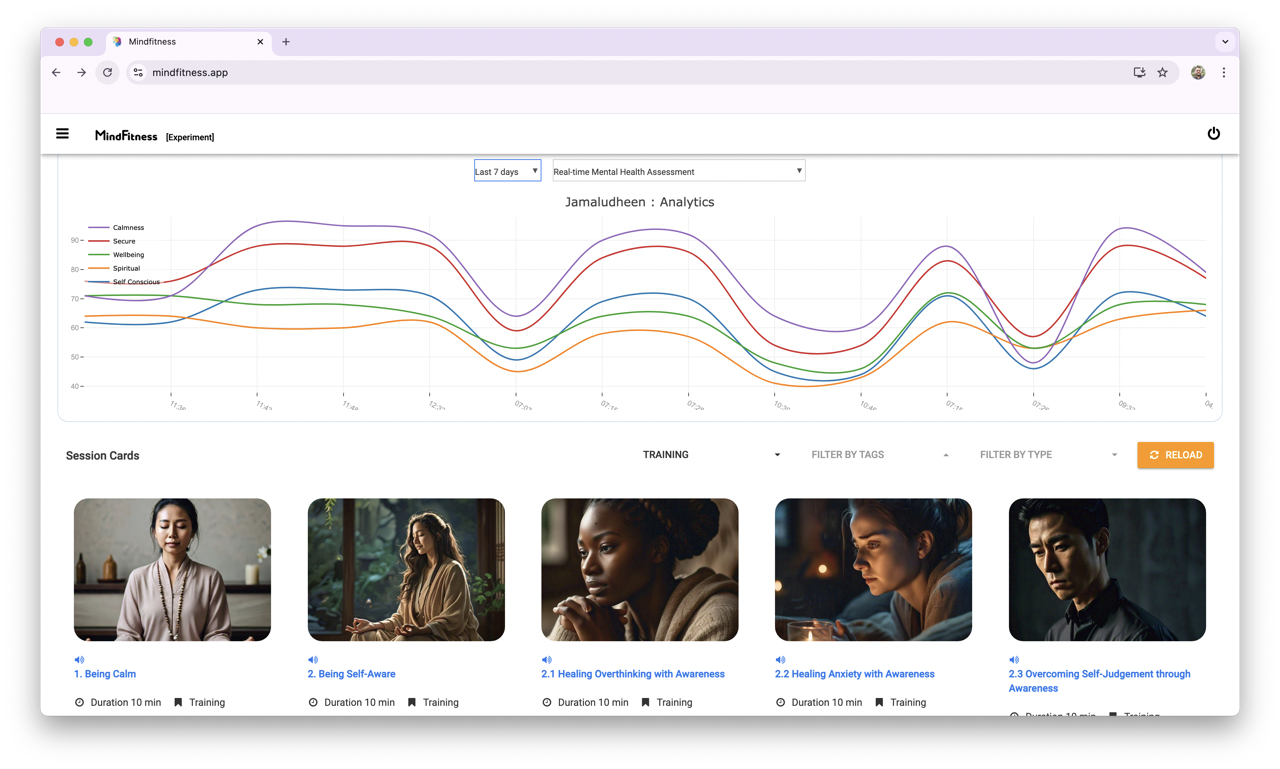 Mindfitness
mindfitness.app
MindFitness [Experiment]
Last 7 days
Real-time Mental Health Assessment
Jamaludheen : Analytics
Calmness
Secure
Wellbeing
Spiritual
Self Conscious
90
80
70
60
50
40
Session Cards
TRAINING
FILTER BY TAGS
FILTER BY TYPE
RELOAD
1. Being Calm
Duration 10 min Training
2. Being Self-Aware
Duration 10 min Training
2.1 Healing Overthinking with Awareness
Duration 10 min Training
2.2 Healing Anxiety with Awareness
Duration 10 min Training
2.3 Overcoming Self-Judgement through
Awareness
Duration 10 min Training